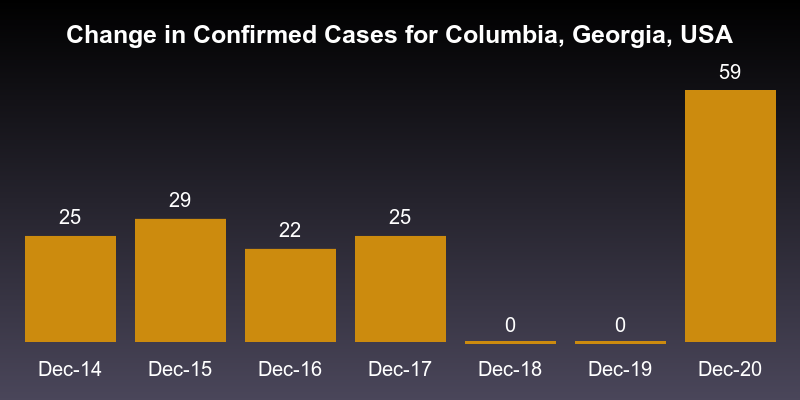 Change in Confirmed Cases for Columbia, Georgia, USA
59
29
25 22 25
0 0
Dec-14 Dec-15 Dec-16 Dec-17 Dec-18 Dec-19 Dec-20